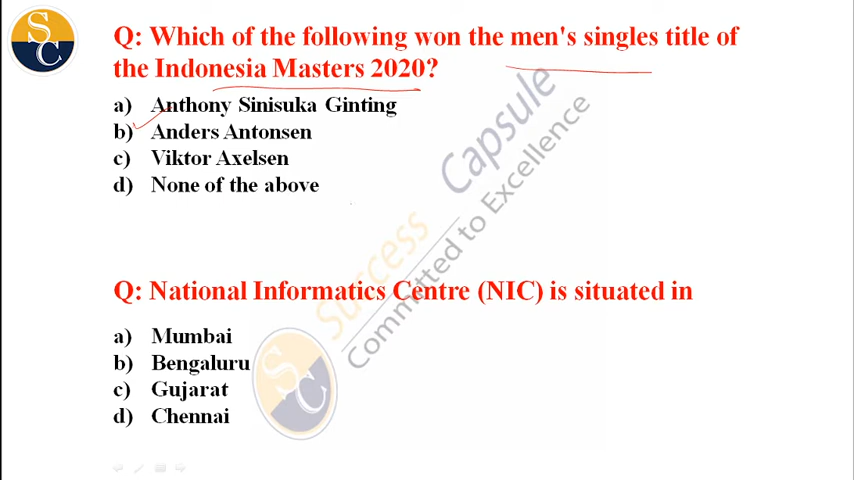 SC
Q: Which of the following won the men's singles title of
the Indonesia Masters 2020?
a) Anthony Sinisuka Ginting
b) Anders Antonsen
c) Viktor Axelsen
d) None of the above
Q: National Informatics Centre (NIC) is situated in
a) Mumbai
b) Bengaluru
c) Gujarat
d) Chennai
SC
Success Capsule
Committed to Excellence